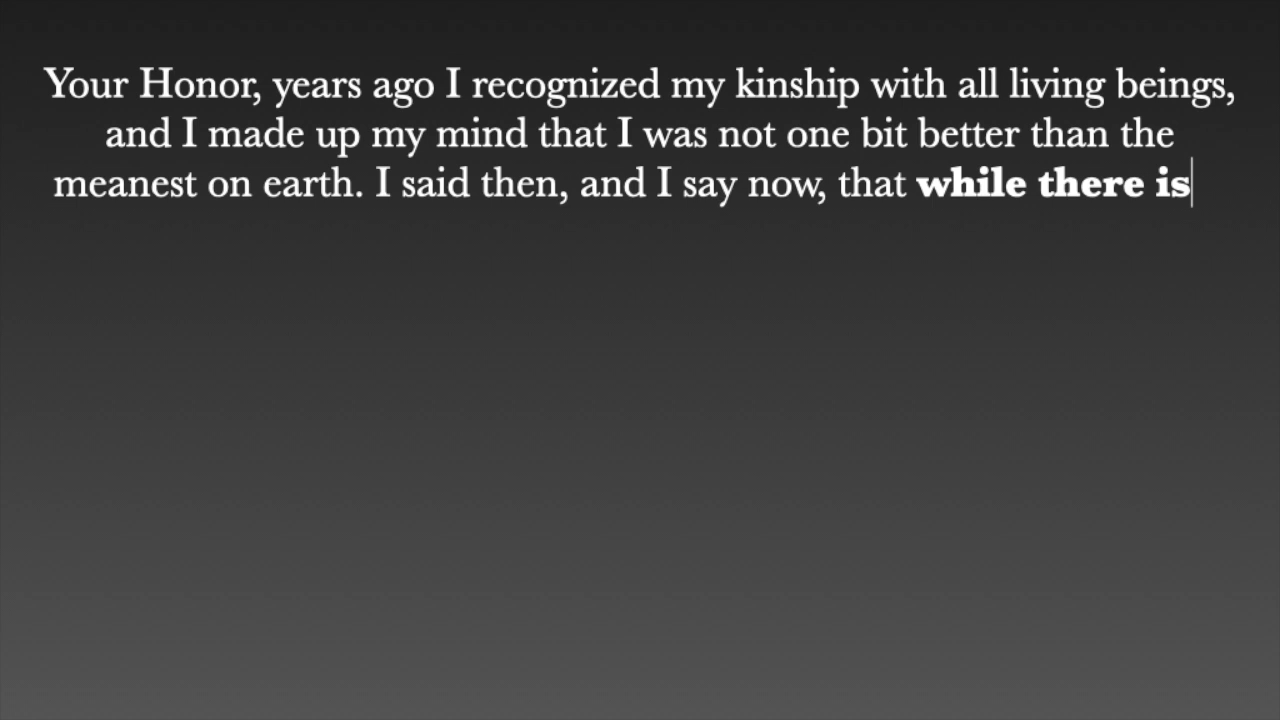 Your Honor, years ago I recognized my kinship with all living beings,
and I made up my mind that I was not one bit better than the
meanest on earth. I said then, and I say now, that while there is